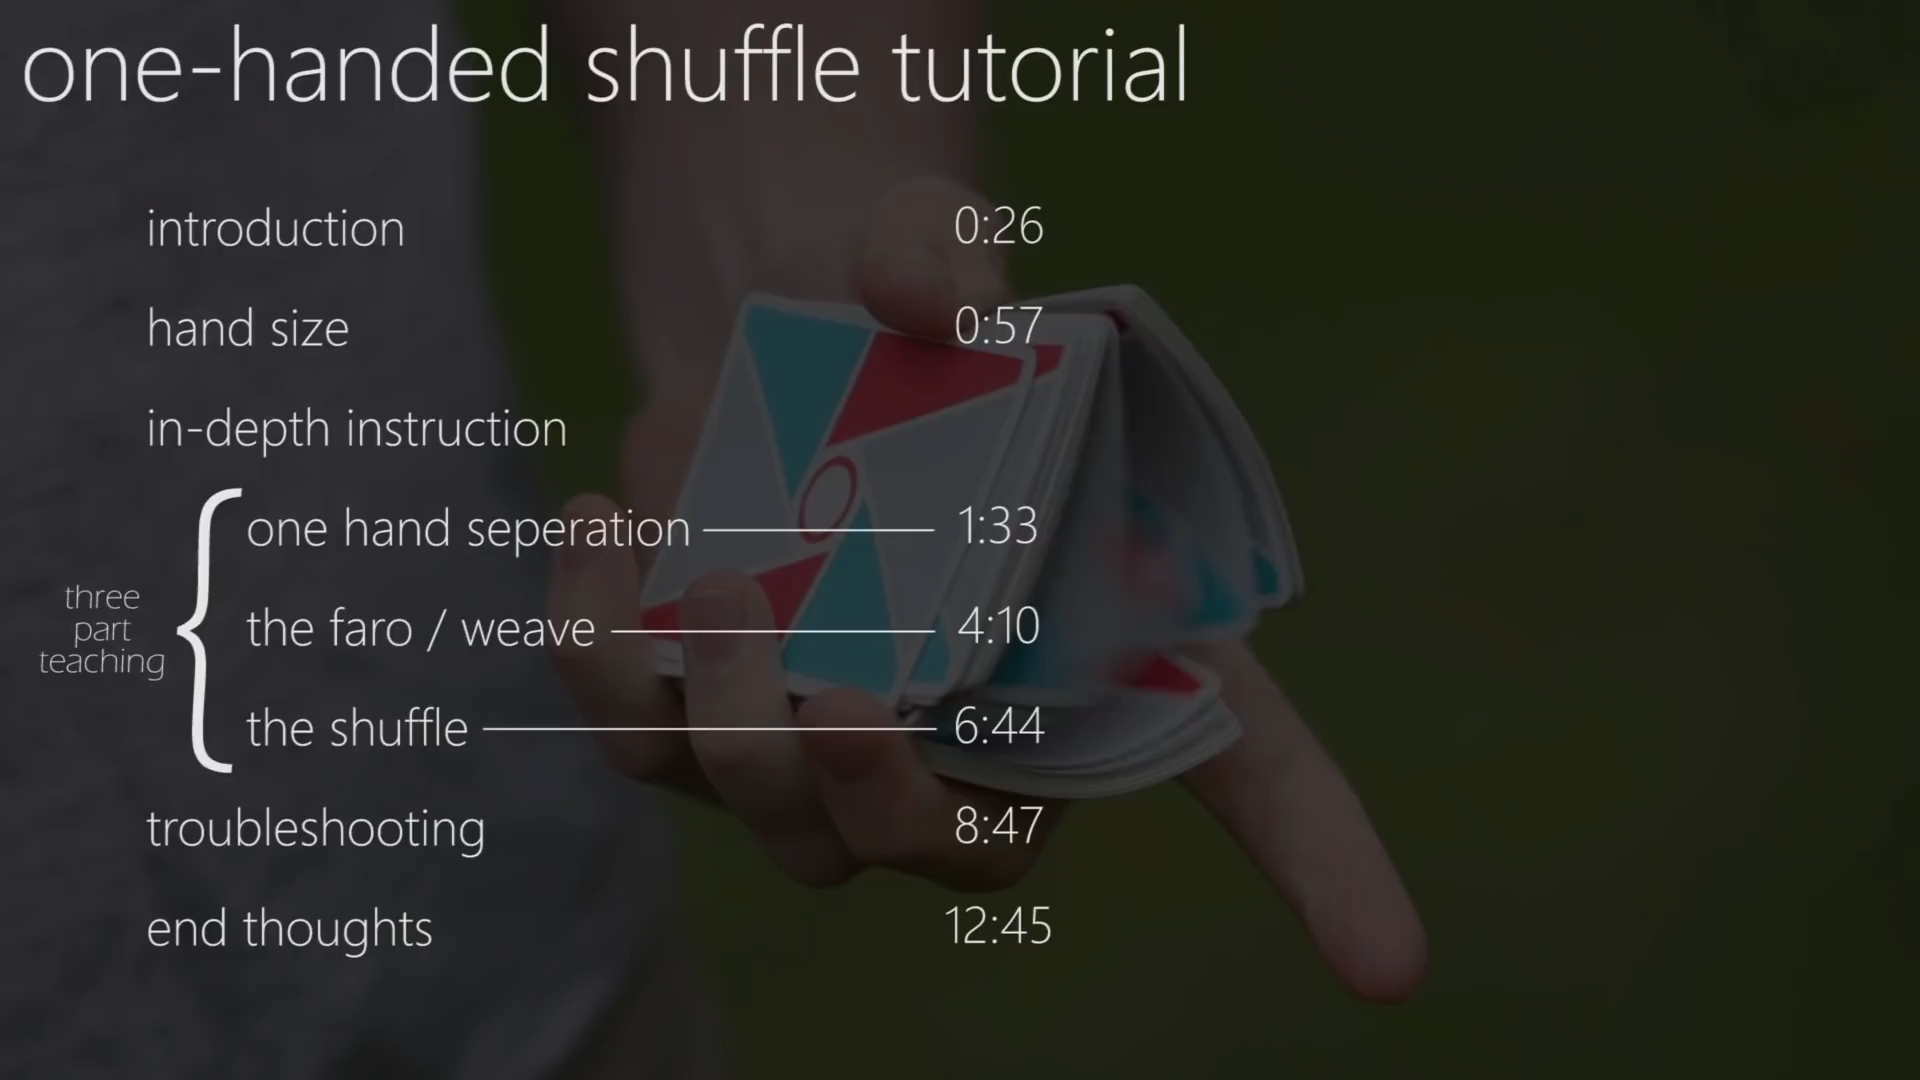 one-handed shuffle tutorial
introduction 0:26
hand size 0:57
in-depth instruction
one hand seperation 1:33
three
part
teaching
the faro / weave 4:10
the shuffle 6:44
troubleshooting 8:47
end thoughts 12:45